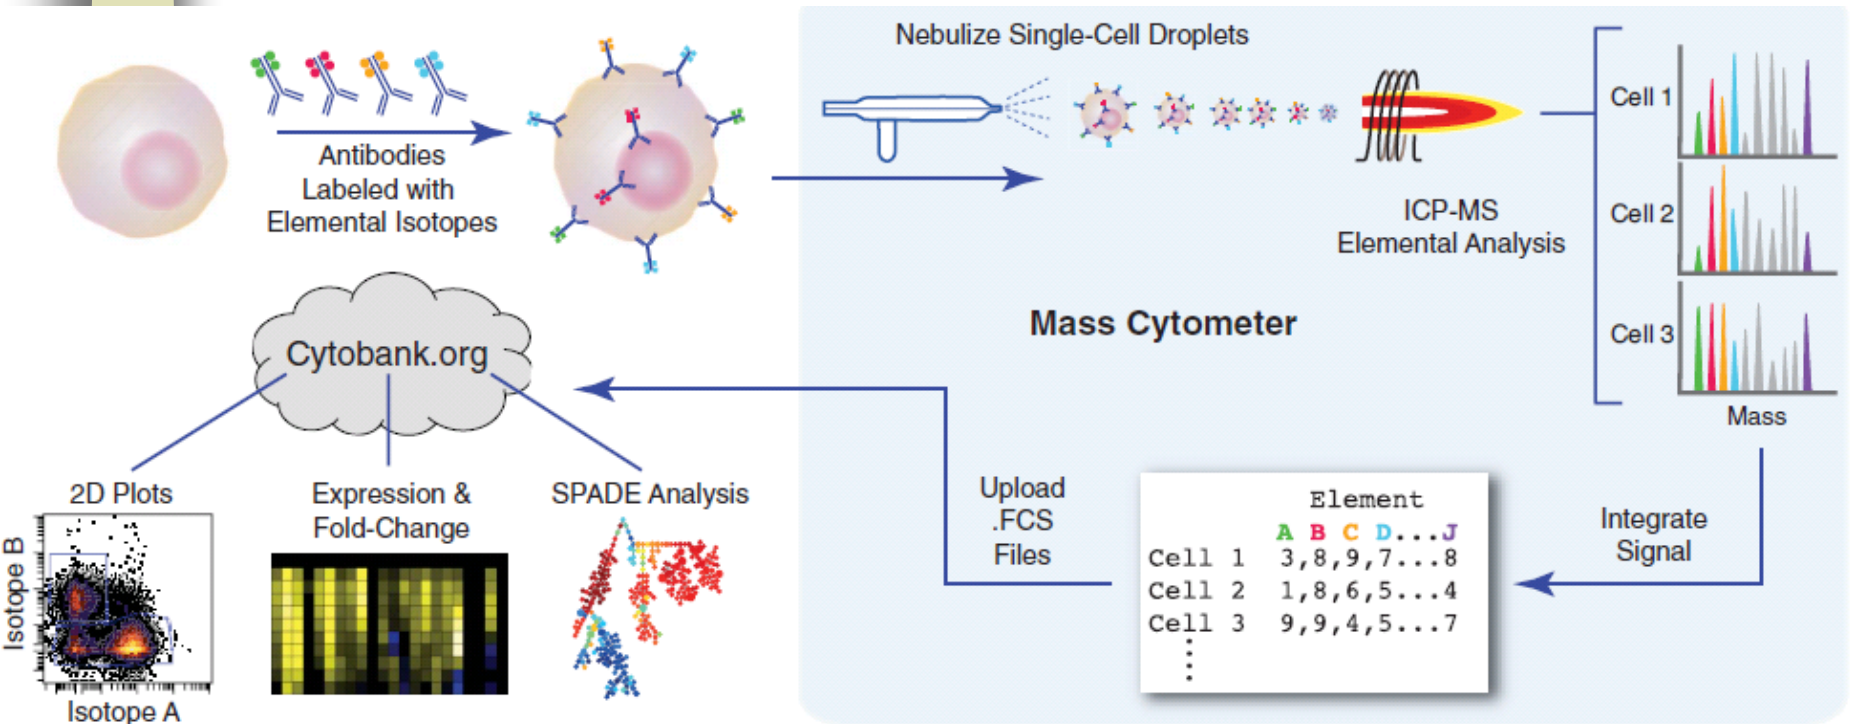 Nebulize Single-Cell Droplets
Antibodies
Labeled with
Elemental Isotopes
ICP-MS
Elemental Analysis
Cell 1
Cell 2
Cell 3
Mass
Mass Cytometer
Integrate
Signal
Element
A B C D...J
Cell 1 3,8,9,7...8
Cell 2 1,8,6,5...4
Cell 3 9,9,4,5...7
Upload
.FCS
Files
Cytobank.org
2D Plots
Isotope B
Isotope A
Expression &
Fold-Change
SPADE Analysis